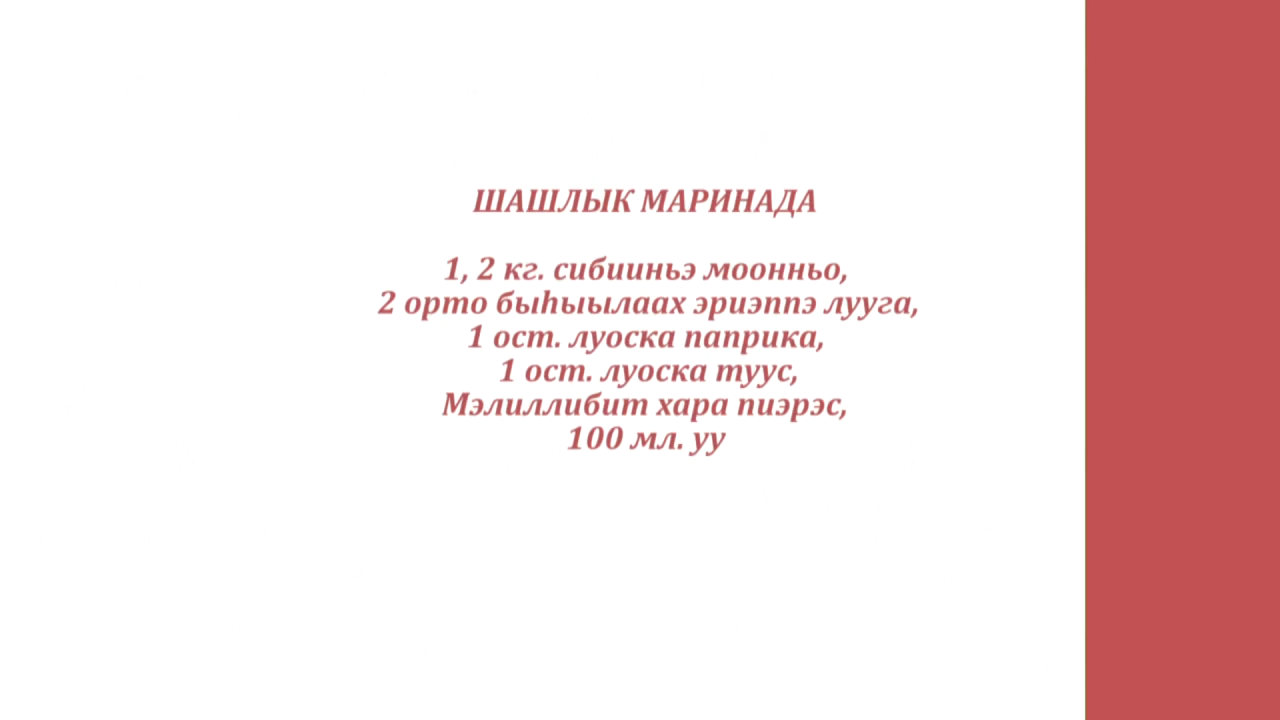 ШАШЛЫК МАРИНАДА
1, 2 кг. сибииньэ моонньо,
2 орто быһыылаах эриэппэ лууга,
1 ост. луоска паприка,
1 ост. луоска туус,
Мэлиллибит хара пиэрэс,
100 мл. уу